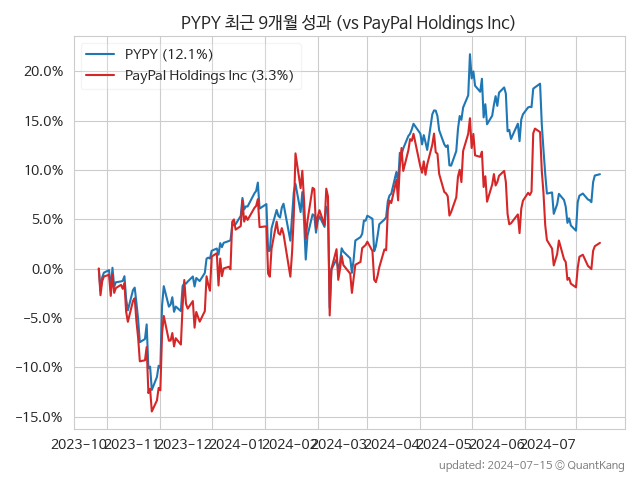 PYPY 최근 9개월 성과 (vs PayPal Holdings Inc)
PYPY (12.1%)
PayPal Holdings Inc (3.3%)
20.0%
15.0%
10.0%
5.0%
0.0%
−5.0%
−10.0%
−15.0%
2023-10 2023-11 2023-12 2024-01 2024-02 2024-03 2024-04 2024-05 2024-06 2024-07
updated: 2024-07-15 © QuantKang